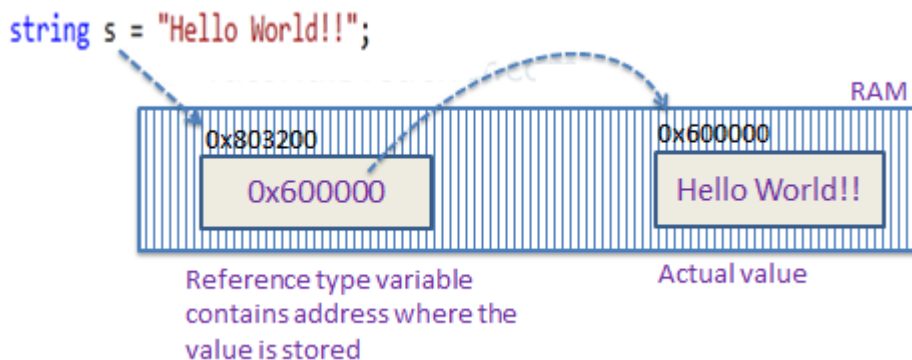 string s = "Hello World!!";
RAM
0x803200
0x600000
0x600000
Hello World!!
Reference type variable
contains address where the
value is stored
Actual value